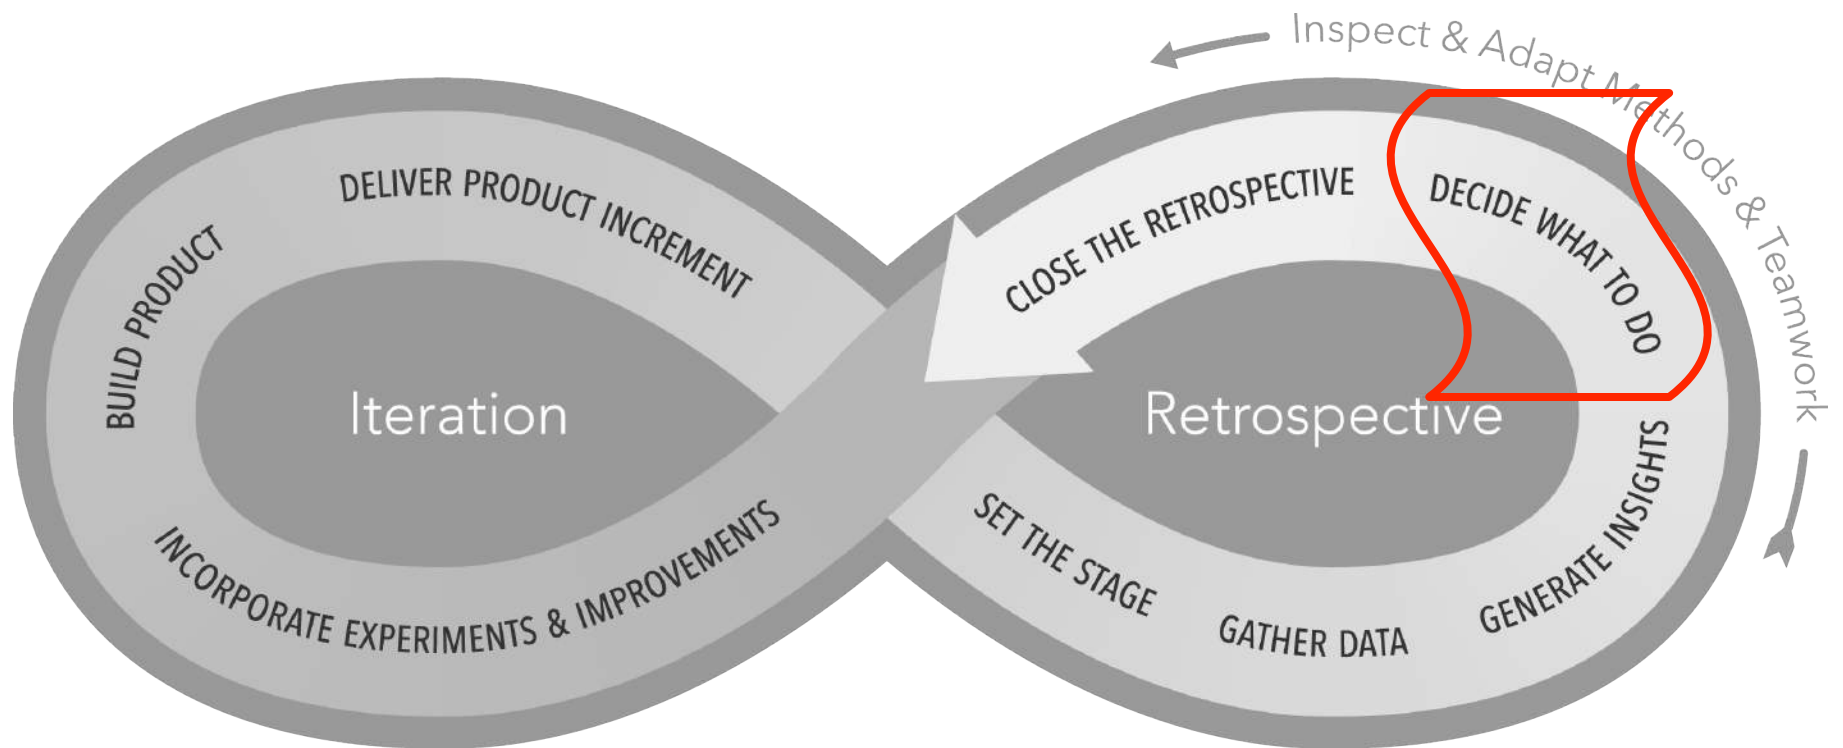 Inspect & Adapt Methods & Teamwork
DELIVER PRODUCT INCREMENT
BUILD PRODUCT
INCORPORATE EXPERIMENTS & IMPROVEMENTS
Iteration
CLOSE THE RETROSPECTIVE
DECIDE WHAT TO DO
Retrospective
SET THE STAGE
GATHER DATA
GENERATE INSIGHTS